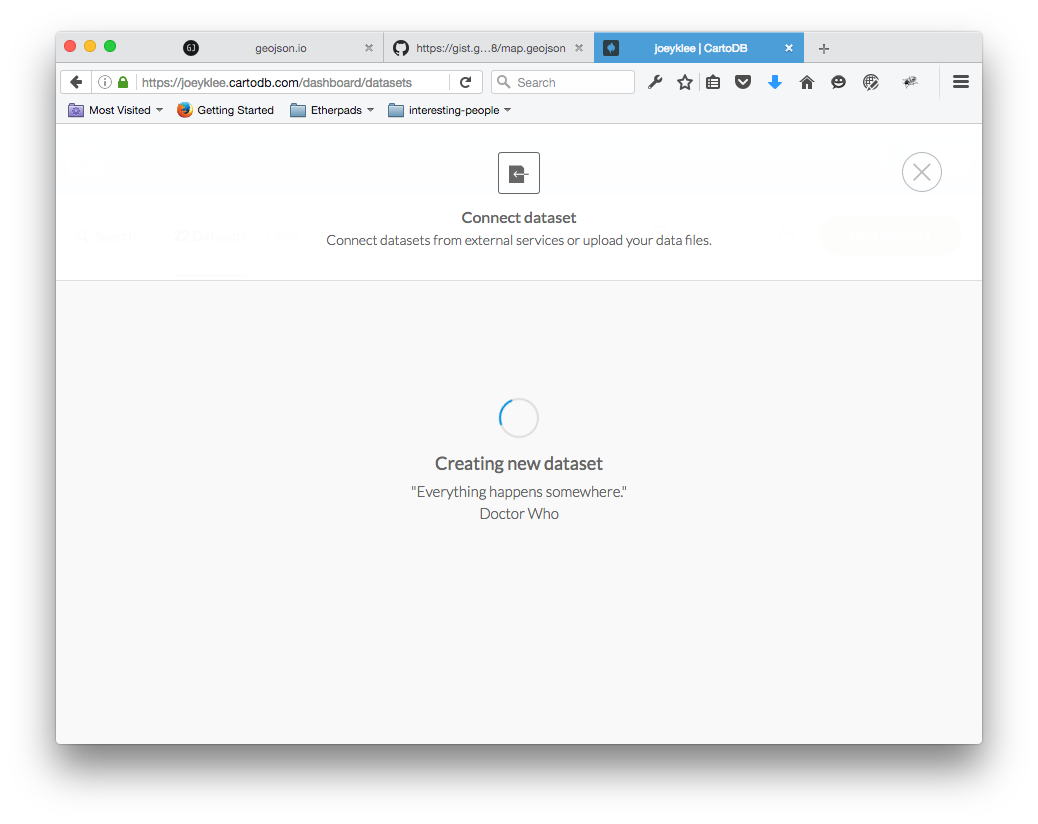 GJ geojson.io https://gist.g...8/map.geojson joeyklee | CartoDB
https://joeyklee.cartodb.com/dashboard/datasets Search
Most Visited Getting Started Etherpads interesting-people
Connect dataset
Connect datasets from external services or upload your data files.
Creating new dataset
"Everything happens somewhere."
Doctor Who